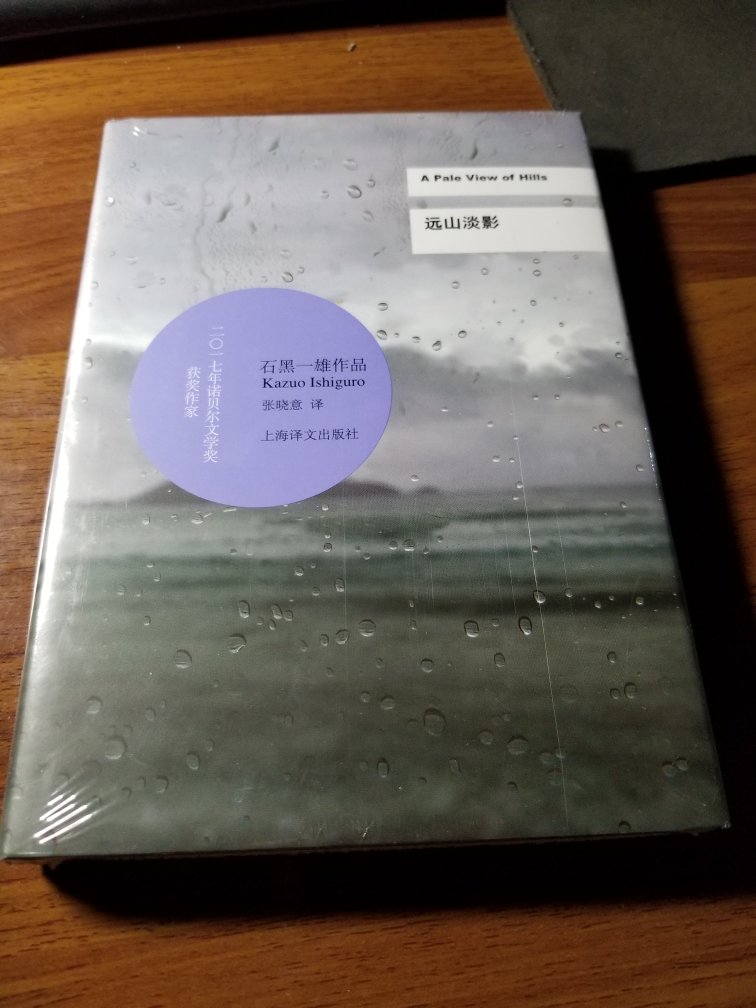 A Pale View of Hills
远山淡影
二〇一七年诺贝尔文学奖
获奖作家
石黑一雄作品
Kazuo Ishiguro
张晓意 译
上海译文出版社